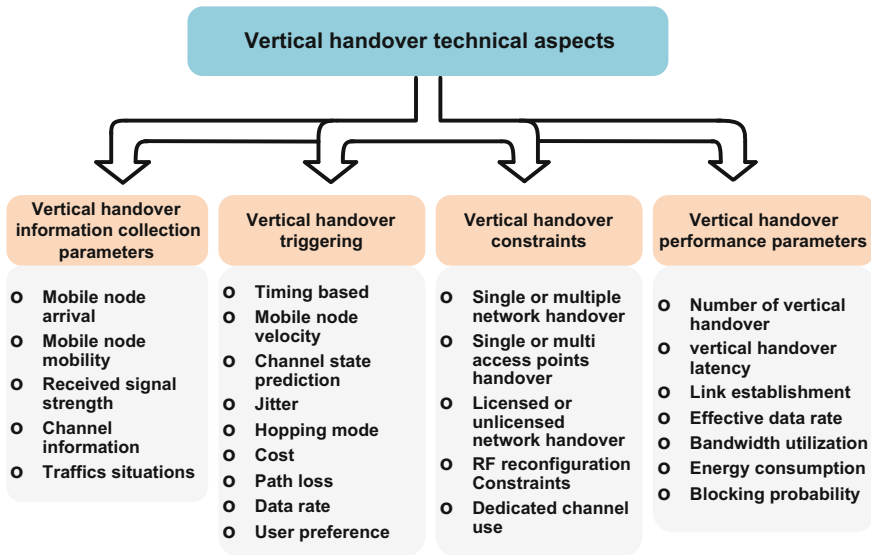 Vertical handover technical aspects
Vertical handover
information collection
parameters
o Mobile node
arrival
o Mobile node
mobility
o Received signal
strength
o Channel
information
o Traffics situations
Vertical handover
triggering
o Timing based
o Mobile node
velocity
o Channel state
prediction
o Jitter
o Hopping mode
o Cost
o Path loss
o Data rate
o User preference
Vertical handover
constraints
o Single or multiple
network handover
o Single or multi
access points
handover
o Licensed or
unlicensed
network handover
o RF reconfiguration
Constraints
o Dedicated channel
use
Vertical handover
performance parameters
o Number of vertical
handover
o vertical handover
latency
o Link establishment
o Effective data rate
o Bandwidth utilization
o Energy consumption
o Blocking probability